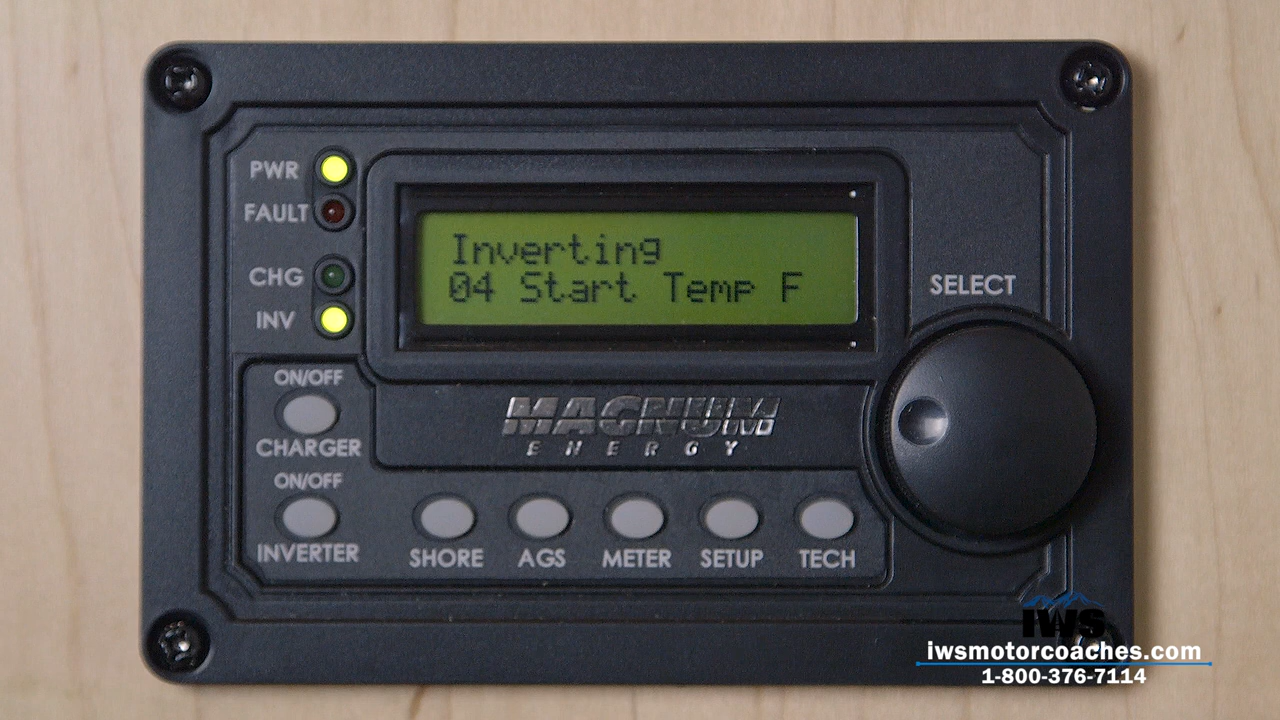 PWR
FAULT
CHG
INV
Inverting
04 Start Temp F
SELECT
ON/OFF
CHARGER
ON/OFF
INVERTER
MAGNUM
ENERGY
SHORE AGS METER SETUP TECH
IWS
iwsmotorcoaches.com
1-800-376-7114